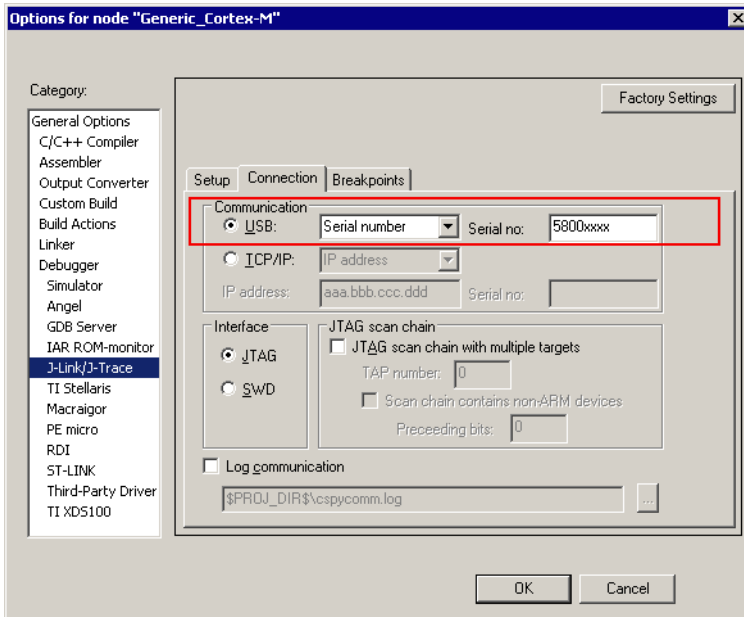 Options for node "Generic_Cortex-M"
Category:
General Options
C/C++ Compiler
Assembler
Output Converter
Custom Build
Build Actions
Linker
Debugger
Simulator
Angel
GDB Server
IAR ROM-monitor
J-Link/J-Trace
TI Stellaris
Macraigor
PE micro
RDI
ST-LINK
Third-Party Driver
TI XDS100
Factory Settings
Setup Connection Breakpoints
Communication
USB: Serial number Serial no: 5800xxxx
TCP/IP: IP address
IP address: aaa.bbb.ccc.ddd Serial no:
Interface
JTAG
SWD
JTAG scan chain
JTAG scan chain with multiple targets
TAP number: 0
Scan chain contains non-ARM devices
Preceeding bits: 0
Log communication
$PROJ_DIR$\cspycomm.log ...
OK Cancel